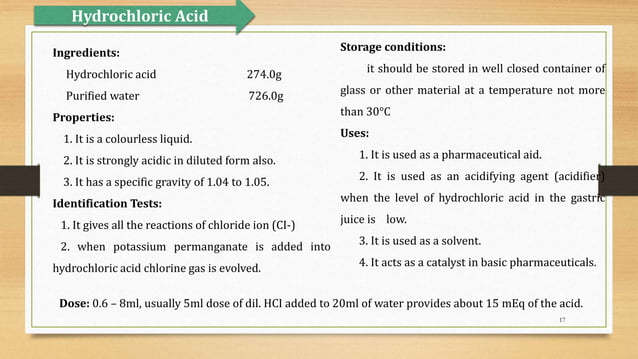 Hydrochloric Acid
Ingredients:
Hydrochloric acid 274.0g
Purified water 726.0g
Properties:
1. It is a colourless liquid.
2. It is strongly acidic in diluted form also.
3. It has a specific gravity of 1.04 to 1.05.
Identification Tests:
1. It gives all the reactions of chloride ion (CI-)
2. when potassium permanganate is added into
hydrochloric acid chlorine gas is evolved.
Storage conditions:
it should be stored in well closed container of
glass or other material at a temperature not more
than 30°C
Uses:
1. It is used as a pharmaceutical aid.
2. It is used as an acidifying agent (acidifier)
when the level of hydrochloric acid in the gastric
juice is low.
3. It is used as a solvent.
4. It acts as a catalyst in basic pharmaceuticals.
Dose: 0.6 – 8ml, usually 5ml dose of dil. HCI added to 20ml of water provides about 15 mEq of the acid.
17